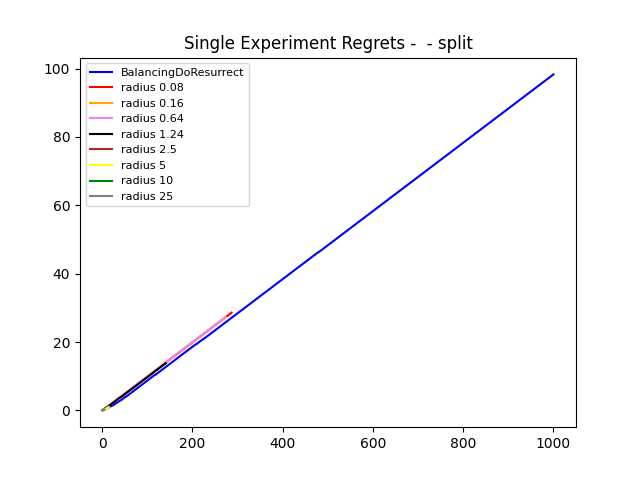 Single Experiment Regrets -  - split
BalancingDoResurrect
radius 0.08
radius 0.16
radius 0.64
radius 1.24
radius 2.5
radius 5
radius 10
radius 25
100
80
60
40
20
0
0 200 400 600 800 1000